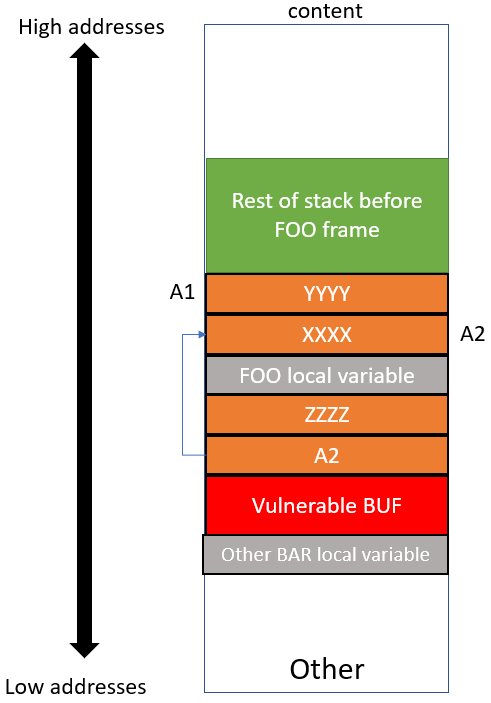 content
High addresses
Rest of stack before
FOO frame
A1
YYYY
XXXX
A2
FOO local variable
ZZZZ
A2
Vulnerable BUF
Other BAR local variable
Other
Low addresses